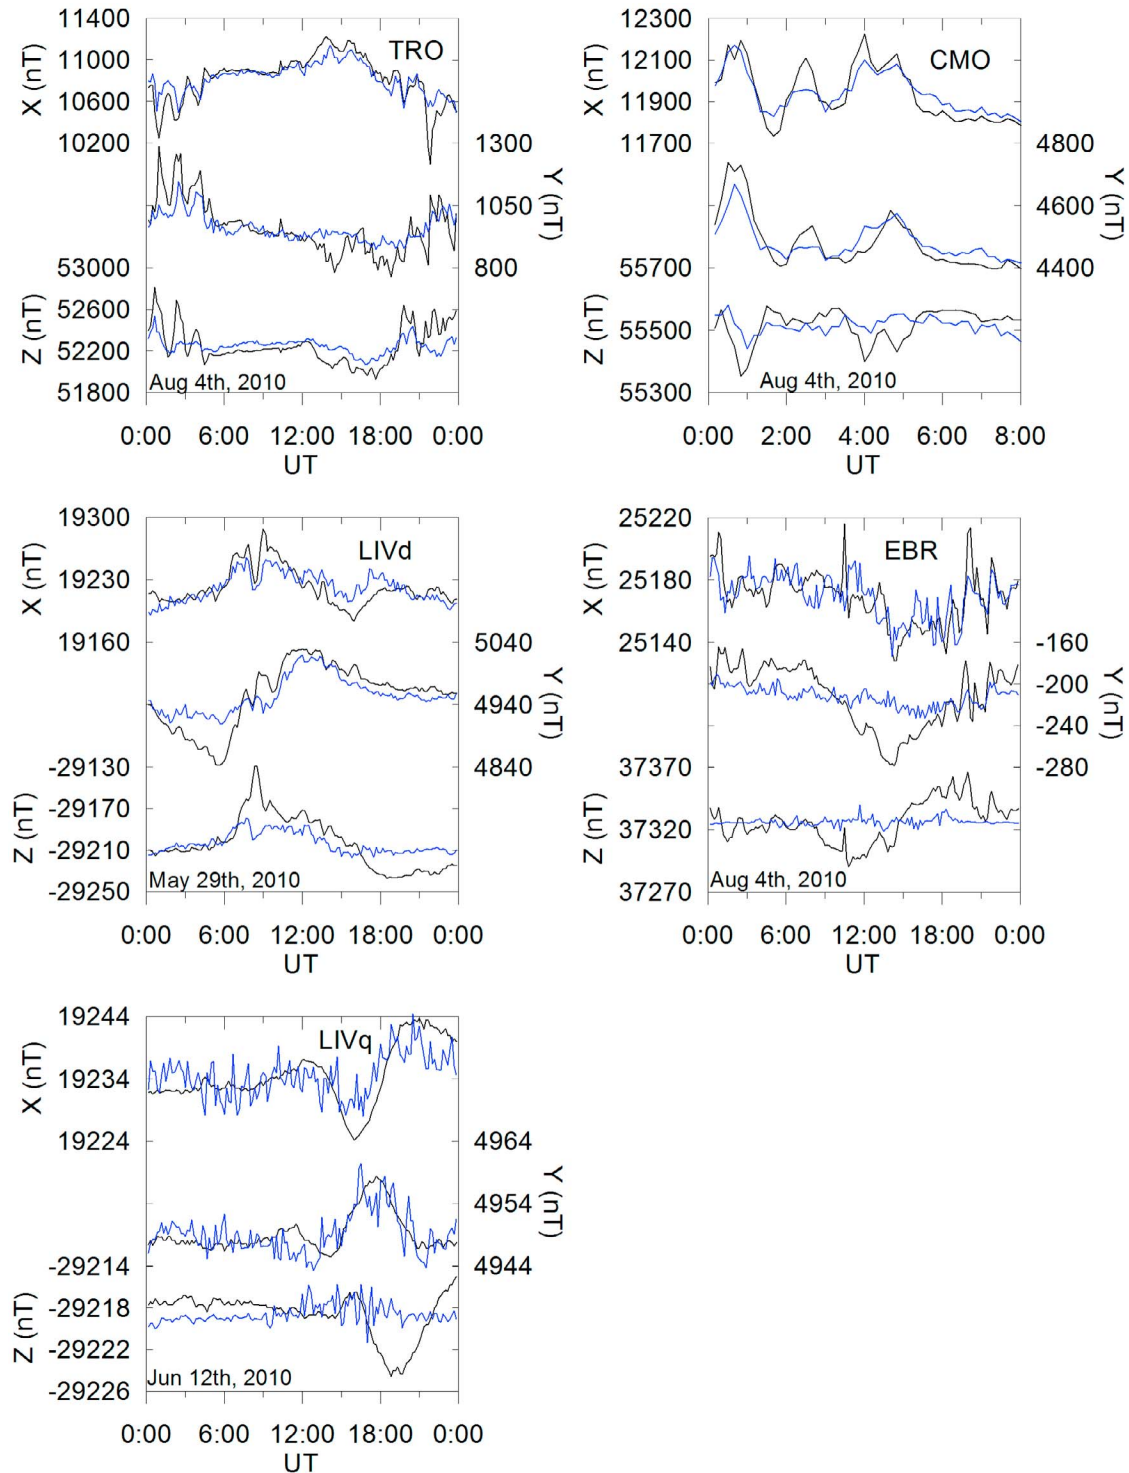 11400
11000
10600
10200
X (nT)
TRO
1300
1050
800
Y (nT)
53000
52600
52200
51800
Z (nT)
Aug 4th, 2010
0:00 6:00 12:00 18:00 0:00
UT
12300
12100
11900
11700
X (nT)
CMO
4800
4600
4400
Y (nT)
55700
55500
55300
Z (nT)
Aug 4th, 2010
0:00 2:00 4:00 6:00 8:00
UT
19300
19230
19160
X (nT)
LIVd
5040
4940
4840
Y (nT)
-29130
-29170
-29210
-29250
Z (nT)
May 29th, 2010
0:00 6:00 12:00 18:00 0:00
UT
25220
25180
25140
X (nT)
EBR
-160
-200
-240
-280
Y (nT)
37370
37320
37270
Z (nT)
Aug 4th, 2010
0:00 6:00 12:00 18:00 0:00
UT
19244
19234
19224
X (nT)
LIVq
4964
4954
4944
Y (nT)
-29214
-29218
-29222
-29226
Z (nT)
Jun 12th, 2010
0:00 6:00 12:00 18:00 0:00
UT